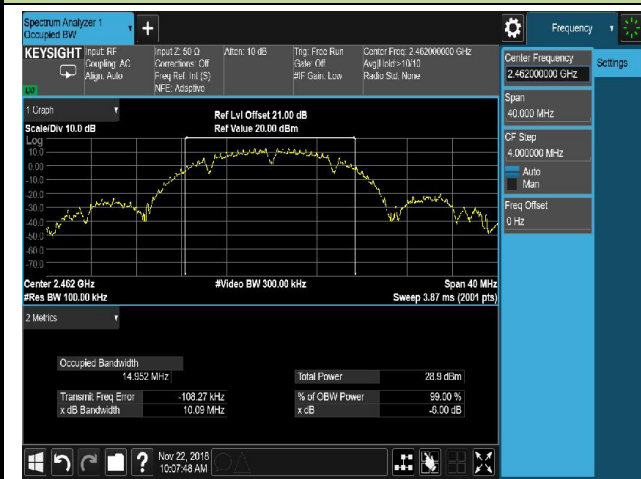 Spectrum Analyzer 1
Occupied BW
+
Frequency
KEYSIGHT
Input: RF
Coupling: AC
Align: Auto
Input Z: 50 Ω
Corrections: Off
Freq Ref: Int (S)
NFE: Adaptive
Atten: 10 dB
Trig: Free Run
Gate: Off
#IF Gain: Low
Center Freq: 2.462000000 GHz
Avg|Hold:>10/10
Radio Std: None
Center Frequency
2.462000000 GHz
Settings
Span
40.000 MHz
CF Step
4.000000 MHz
Auto
Man
Freq Offset
0 Hz
1 Graph
Scale/Div 10.0 dB
Ref Lvl Offset 21.00 dB
Ref Value 20.00 dBm
Log
10.0
0.00
-10.0
-20.0
-30.0
-40.0
-50.0
-60.0
-70.0
Center 2.462 GHz
#Video BW 300.00 kHz
Span 40 MHz
#Res BW 100.00 kHz
Sweep 3.87 ms (2001 pts)
2 Metrics
Occupied Bandwidth
14.952 MHz
Total Power
28.9 dBm
Transmit Freq Error
-108.27 kHz
% of OBW Power
99.00 %
x dB Bandwidth
10.09 MHz
x dB
-6.00 dB
?
Nov 22, 2018
10:07:48 AM